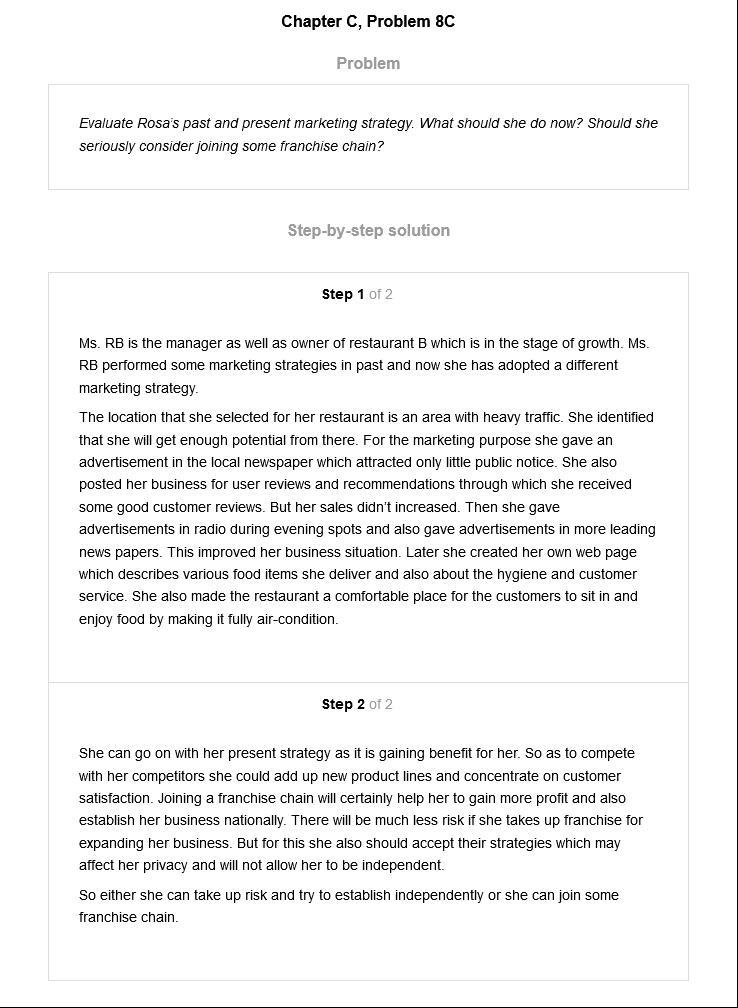 Chapter C, Problem 8C
Problem
Evaluate Rosa's past and present marketing strategy. What should she do now? Should she
seriously consider joining some franchise chain?
Step-by-step solution
Step 1 of 2
Ms. RB is the manager as well as owner of restaurant B which is in the stage of growth. Ms.
RB performed some marketing strategies in past and now she has adopted a different
marketing strategy.
The location that she selected for her restaurant is an area with heavy traffic. She identified
that she will get enough potential from there. For the marketing purpose she gave an
advertisement in the local newspaper which attracted only little public notice. She also
posted her business for user reviews and recommendations through which she received
some good customer reviews. But her sales didn't increased. Then she gave
advertisements in radio during evening spots and also gave advertisements in more leading
news papers. This improved her business situation. Later she created her own web page
which describes various food items she deliver and also about the hygiene and customer
service. She also made the restaurant a comfortable place for the customers to sit in and
enjoy food by making it fully air-condition.
Step 2 of 2
She can go on with her present strategy as it is gaining benefit for her. So as to compete
with her competitors she could add up new product lines and concentrate on customer
satisfaction. Joining a franchise chain will certainly help her to gain more profit and also
establish her business nationally. There will be much less risk if she takes up franchise for
expanding her business. But for this she also should accept their strategies which may
affect her privacy and will not allow her to be independent.
So either she can take up risk and try to establish independently or she can join some
franchise chain.